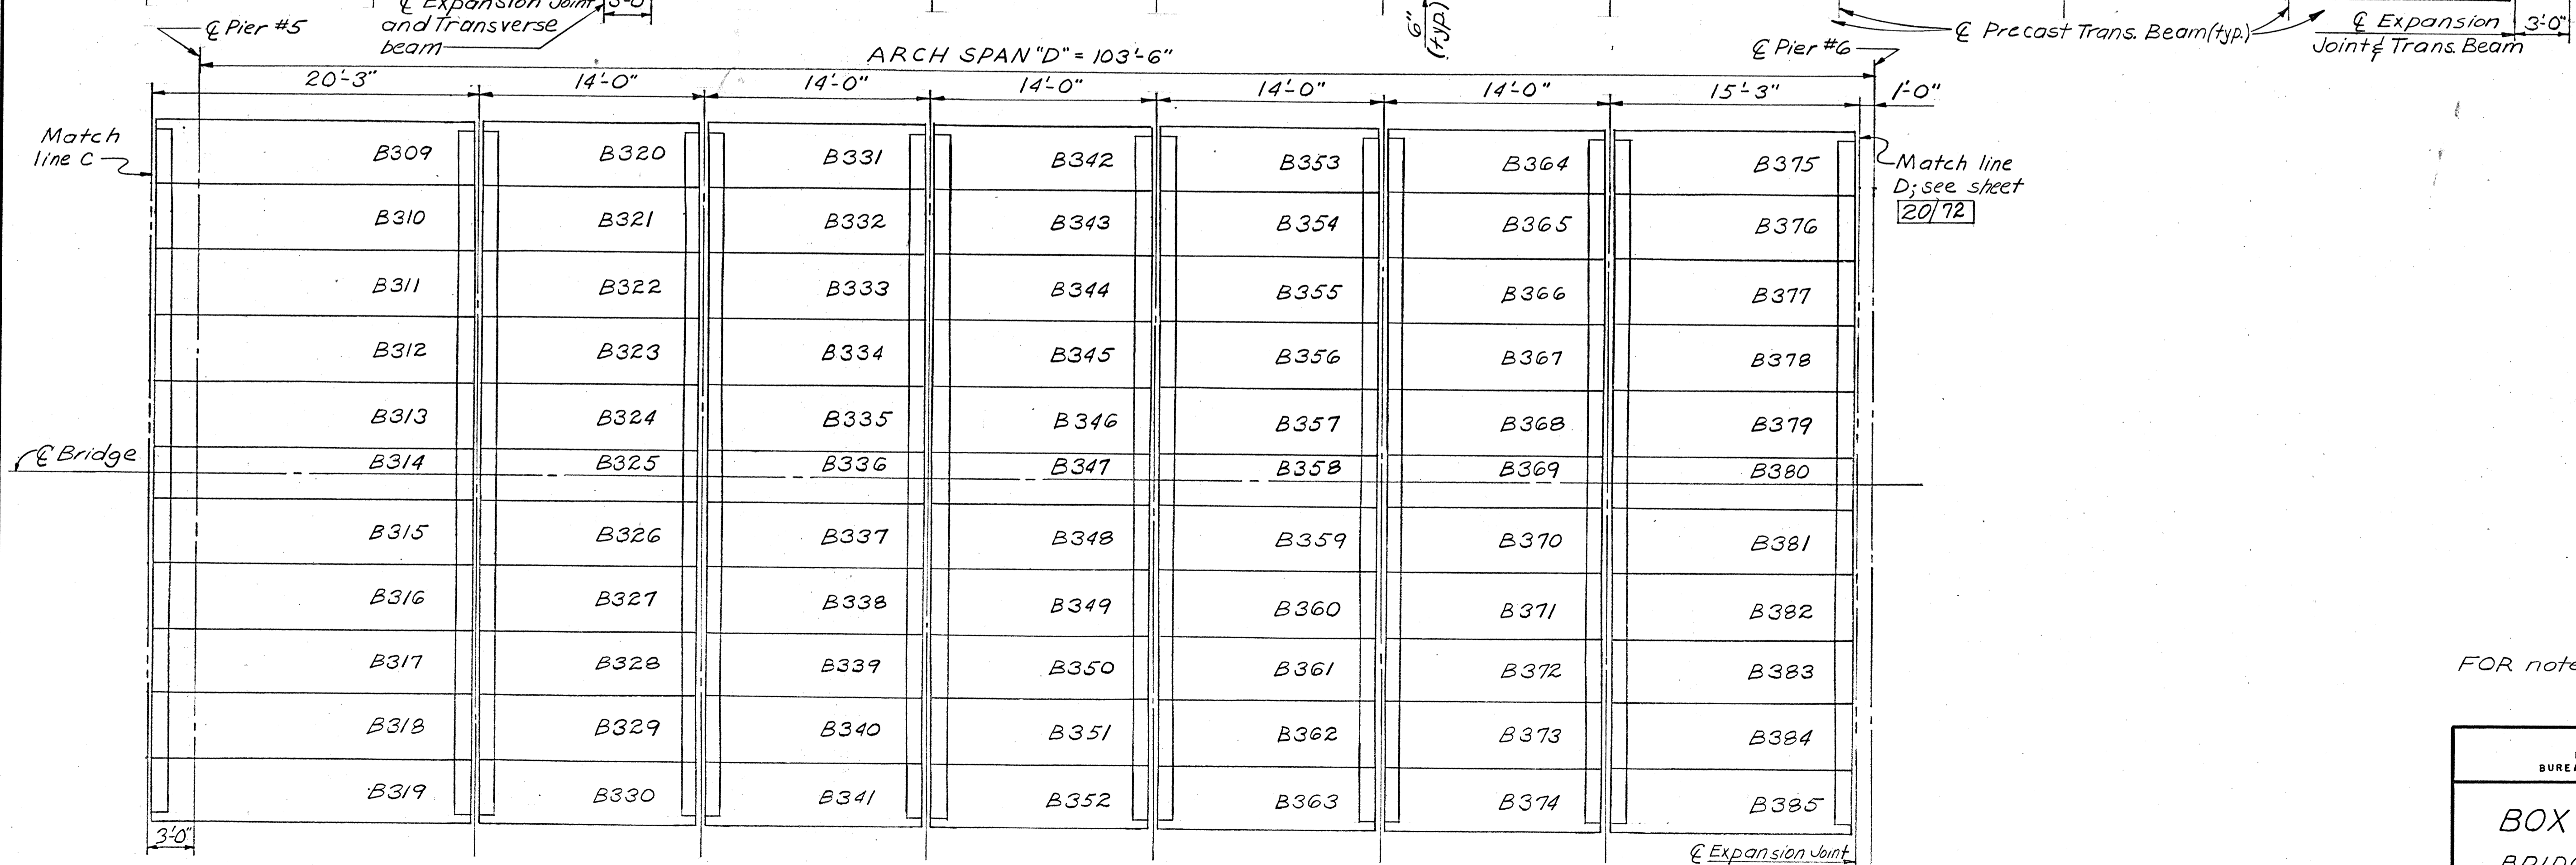 ℄ Pier #5
℄ Expansion Joint
and Transverse
beam
3'-0"
6"
(typ.)
℄ Precast Trans. Beam (typ.)
℄ Expansion
Joint & Trans. Beam
3'-0"
ARCH SPAN "D" = 103'-6"
℄ Pier #6
20'-3" 14'-0" 14'-0" 14'-0" 14'-0" 14'-0" 15'-3" 1'-0"
Match
line C
Match line
D; see sheet
20/72
B309 B320 B331 B342 B353 B364 B375
B310 B321 B332 B343 B354 B365 B376
B311 B322 B333 B344 B355 B366 B377
B312 B323 B334 B345 B356 B367 B378
B313 B324 B335 B346 B357 B368 B379
℄ Bridge
B314 B325 B336 B347 B358 B369 B380
B315 B326 B337 B348 B359 B370 B381
B316 B327 B338 B349 B360 B371 B382
B317 B328 B339 B350 B361 B372 B383
B318 B329 B340 B351 B362 B373 B384
B319 B330 B341 B352 B363 B374 B385
3'-0"
℄ Expansion Joint
FOR note
BUREA
BOX